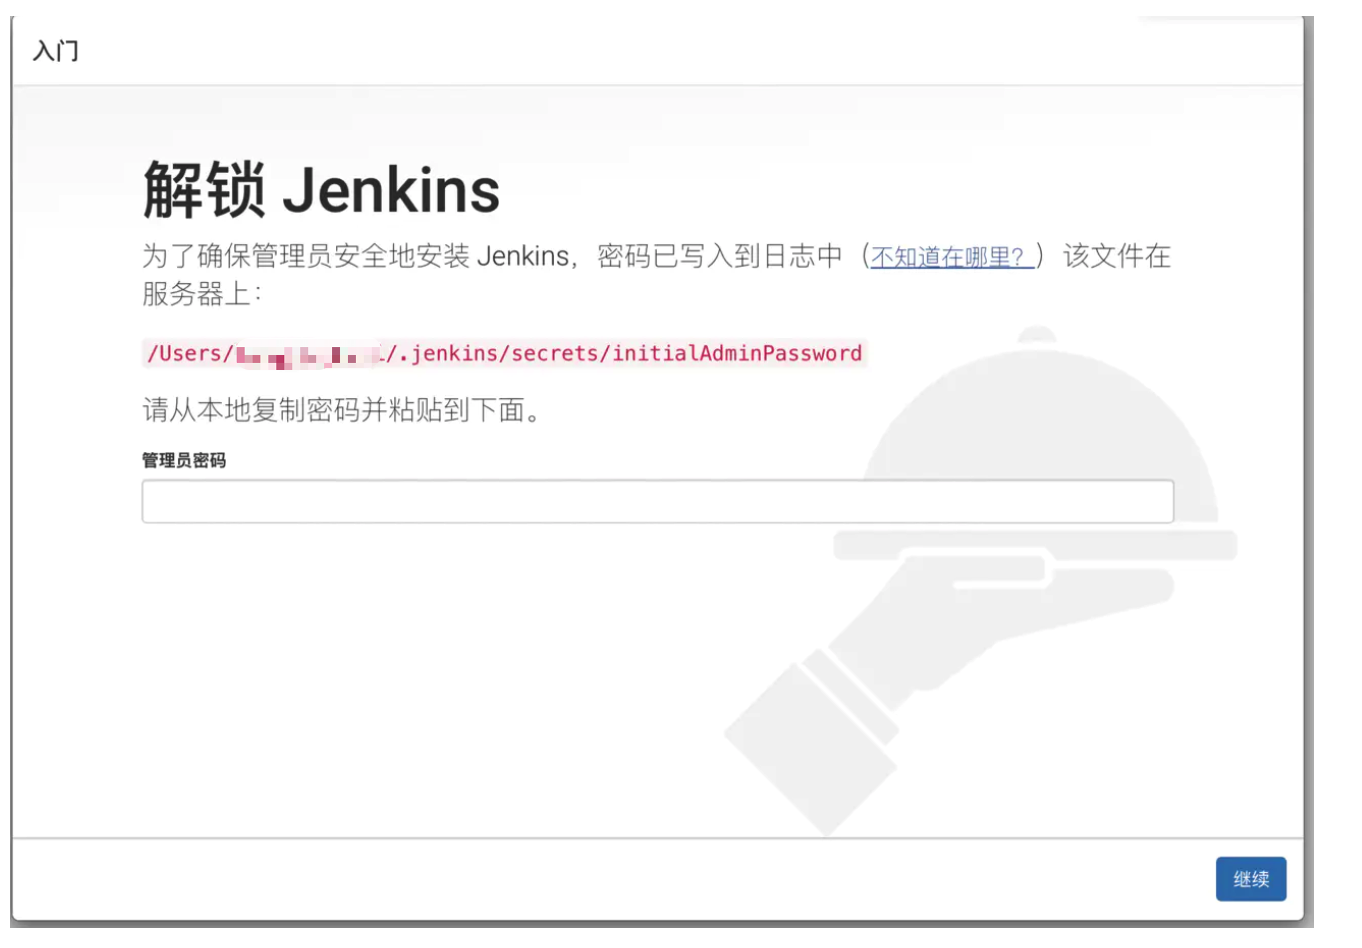 入门
解锁 Jenkins
为了确保管理员安全地安装 Jenkins，密码已写入到日志中（不知道在哪里？）该文件在
服务器上：
/Users/ /.jenkins/secrets/initialAdminPassword
请从本地复制密码并粘贴到下面。
管理员密码
继续